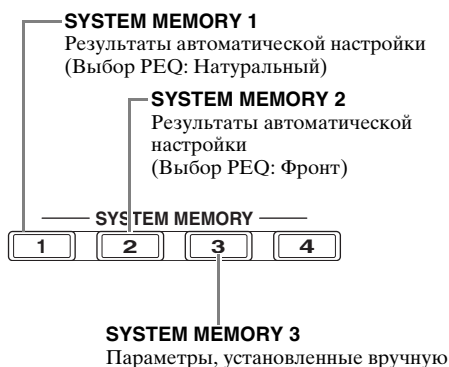 SYSTEM MEMORY 1
Результаты автоматической настройки
(Выбор PEQ: Натуральный)
SYSTEM MEMORY 2
Результаты автоматической
настройки
(Выбор PEQ: Фронт)
SYSTEM MEMORY
1 2 3 4
SYSTEM MEMORY 3
Параметры, установленные вручную